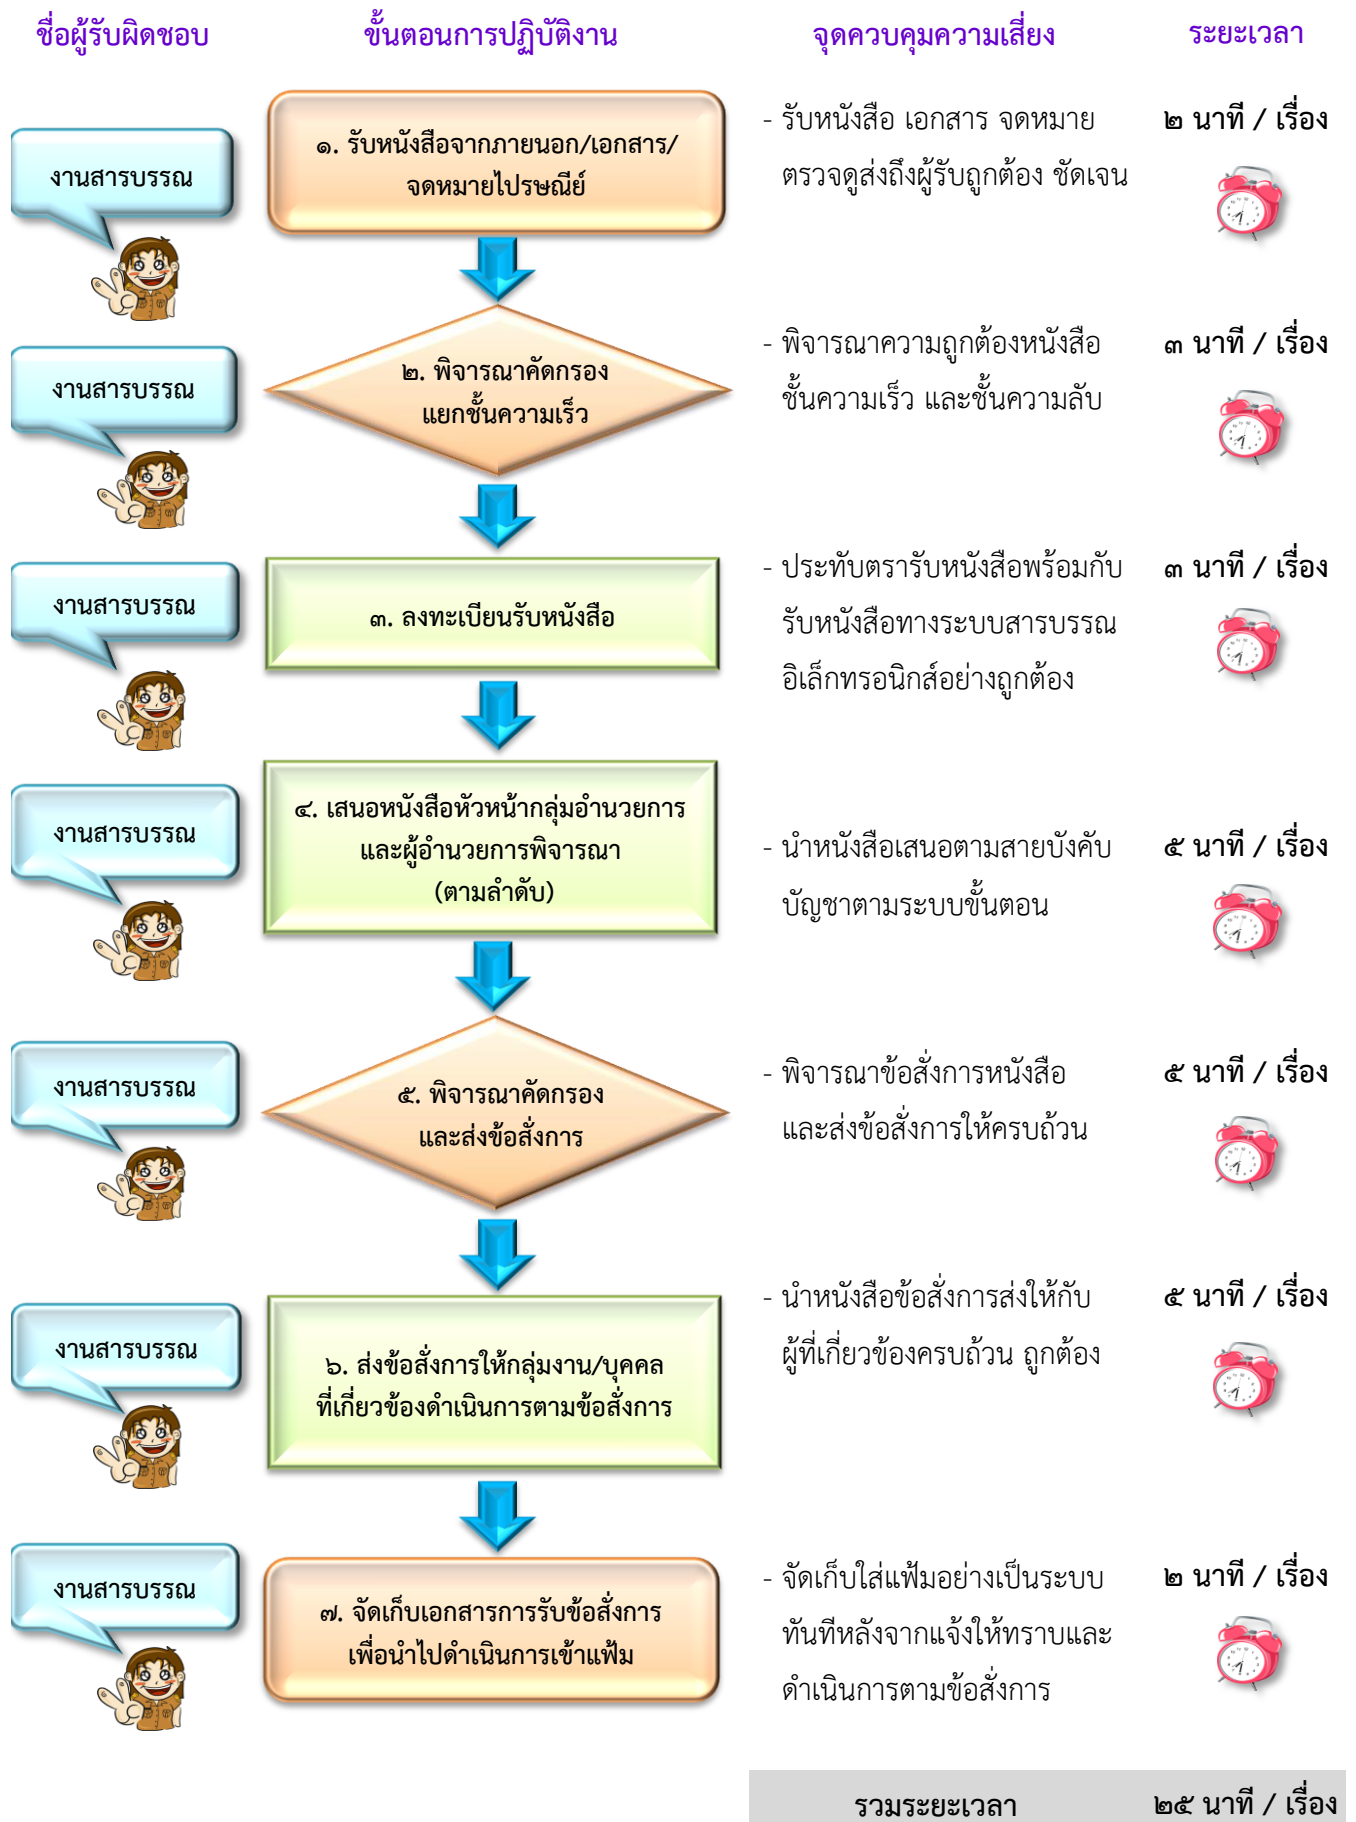 ชื่อผู้รับผิดชอบ ขั้นตอนการปฏิบัติงาน จุดควบคุมความเสี่ยง ระยะเวลา
งานสารบรรณ
๑. รับหนังสือจากภายนอก/เอกสาร/
จดหมายไปรษณีย์
- รับหนังสือ เอกสาร จดหมาย
ตรวจดูส่งถึงผู้รับถูกต้อง ชัดเจน
๒ นาที / เรื่อง
งานสารบรรณ
๒. พิจารณาคัดกรอง
แยกชั้นความเร็ว
- พิจารณาความถูกต้องหนังสือ
ชั้นความเร็ว และชั้นความลับ
๓ นาที / เรื่อง
งานสารบรรณ
๓. ลงทะเบียนรับหนังสือ
- ประทับตรารับหนังสือพร้อมกับ
รับหนังสือทางระบบสารบรรณ
อิเล็กทรอนิกส์อย่างถูกต้อง
๓ นาที / เรื่อง
งานสารบรรณ
๔. เสนอหนังสือหัวหน้ากลุ่มอำนวยการ
และผู้อำนวยการพิจารณา
(ตามลำดับ)
- นำหนังสือเสนอตามสายบังคับ
บัญชาตามระบบขั้นตอน
๕ นาที / เรื่อง
งานสารบรรณ
๕. พิจารณาคัดกรอง
และส่งข้อสั่งการ
- พิจารณาข้อสั่งการหนังสือ
และส่งข้อสั่งการให้ครบถ้วน
๕ นาที / เรื่อง
งานสารบรรณ
๖. ส่งข้อสั่งการให้กลุ่มงาน/บุคคล
ที่เกี่ยวข้องดำเนินการตามข้อสั่งการ
- นำหนังสือข้อสั่งการส่งให้กับ
ผู้ที่เกี่ยวข้องครบถ้วน ถูกต้อง
๕ นาที / เรื่อง
งานสารบรรณ
๗. จัดเก็บเอกสารการรับข้อสั่งการ
เพื่อนำไปดำเนินการเข้าแฟ้ม
- จัดเก็บใส่แฟ้มอย่างเป็นระบบ
ทันทีหลังจากแจ้งให้ทราบและ
ดำเนินการตามข้อสั่งการ
๒ นาที / เรื่อง
รวมระยะเวลา ๒๕ นาที / เรื่อง